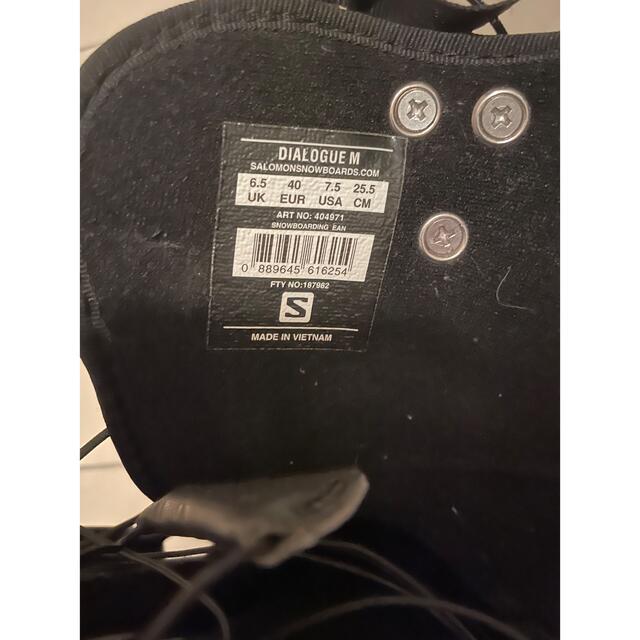 DIALOGUE M
SALOMONSNOWBOARDS.COM
6.5 40 7.5 25.5
UK EUR USA CM
ART NO: 404971
SNOWBOARDING EAN
0 889645 616254
FTY NO:187982
S
MADE IN VIETNAM